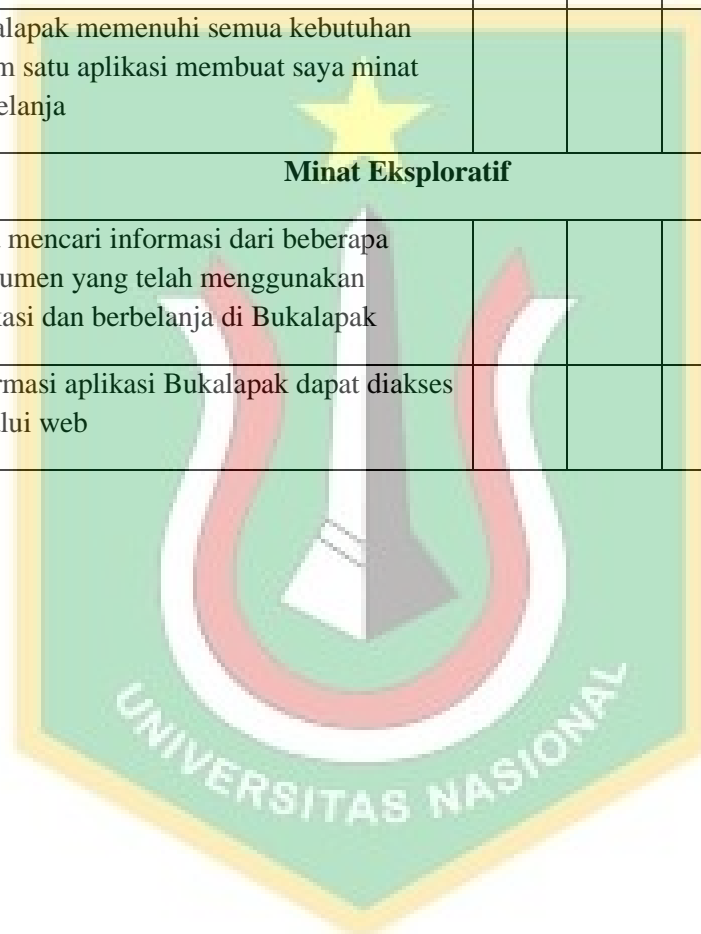 alapak memenuhi semua kebutuhan
m satu aplikasi membuat saya minat
elanja
Minat Eksploratif
mencari informasi dari beberapa
umen yang telah menggunakan
kasi dan berbelanja di Bukalapak
rmasi aplikasi Bukalapak dapat diakses
lui web
UNIVERSITAS NASIONAL